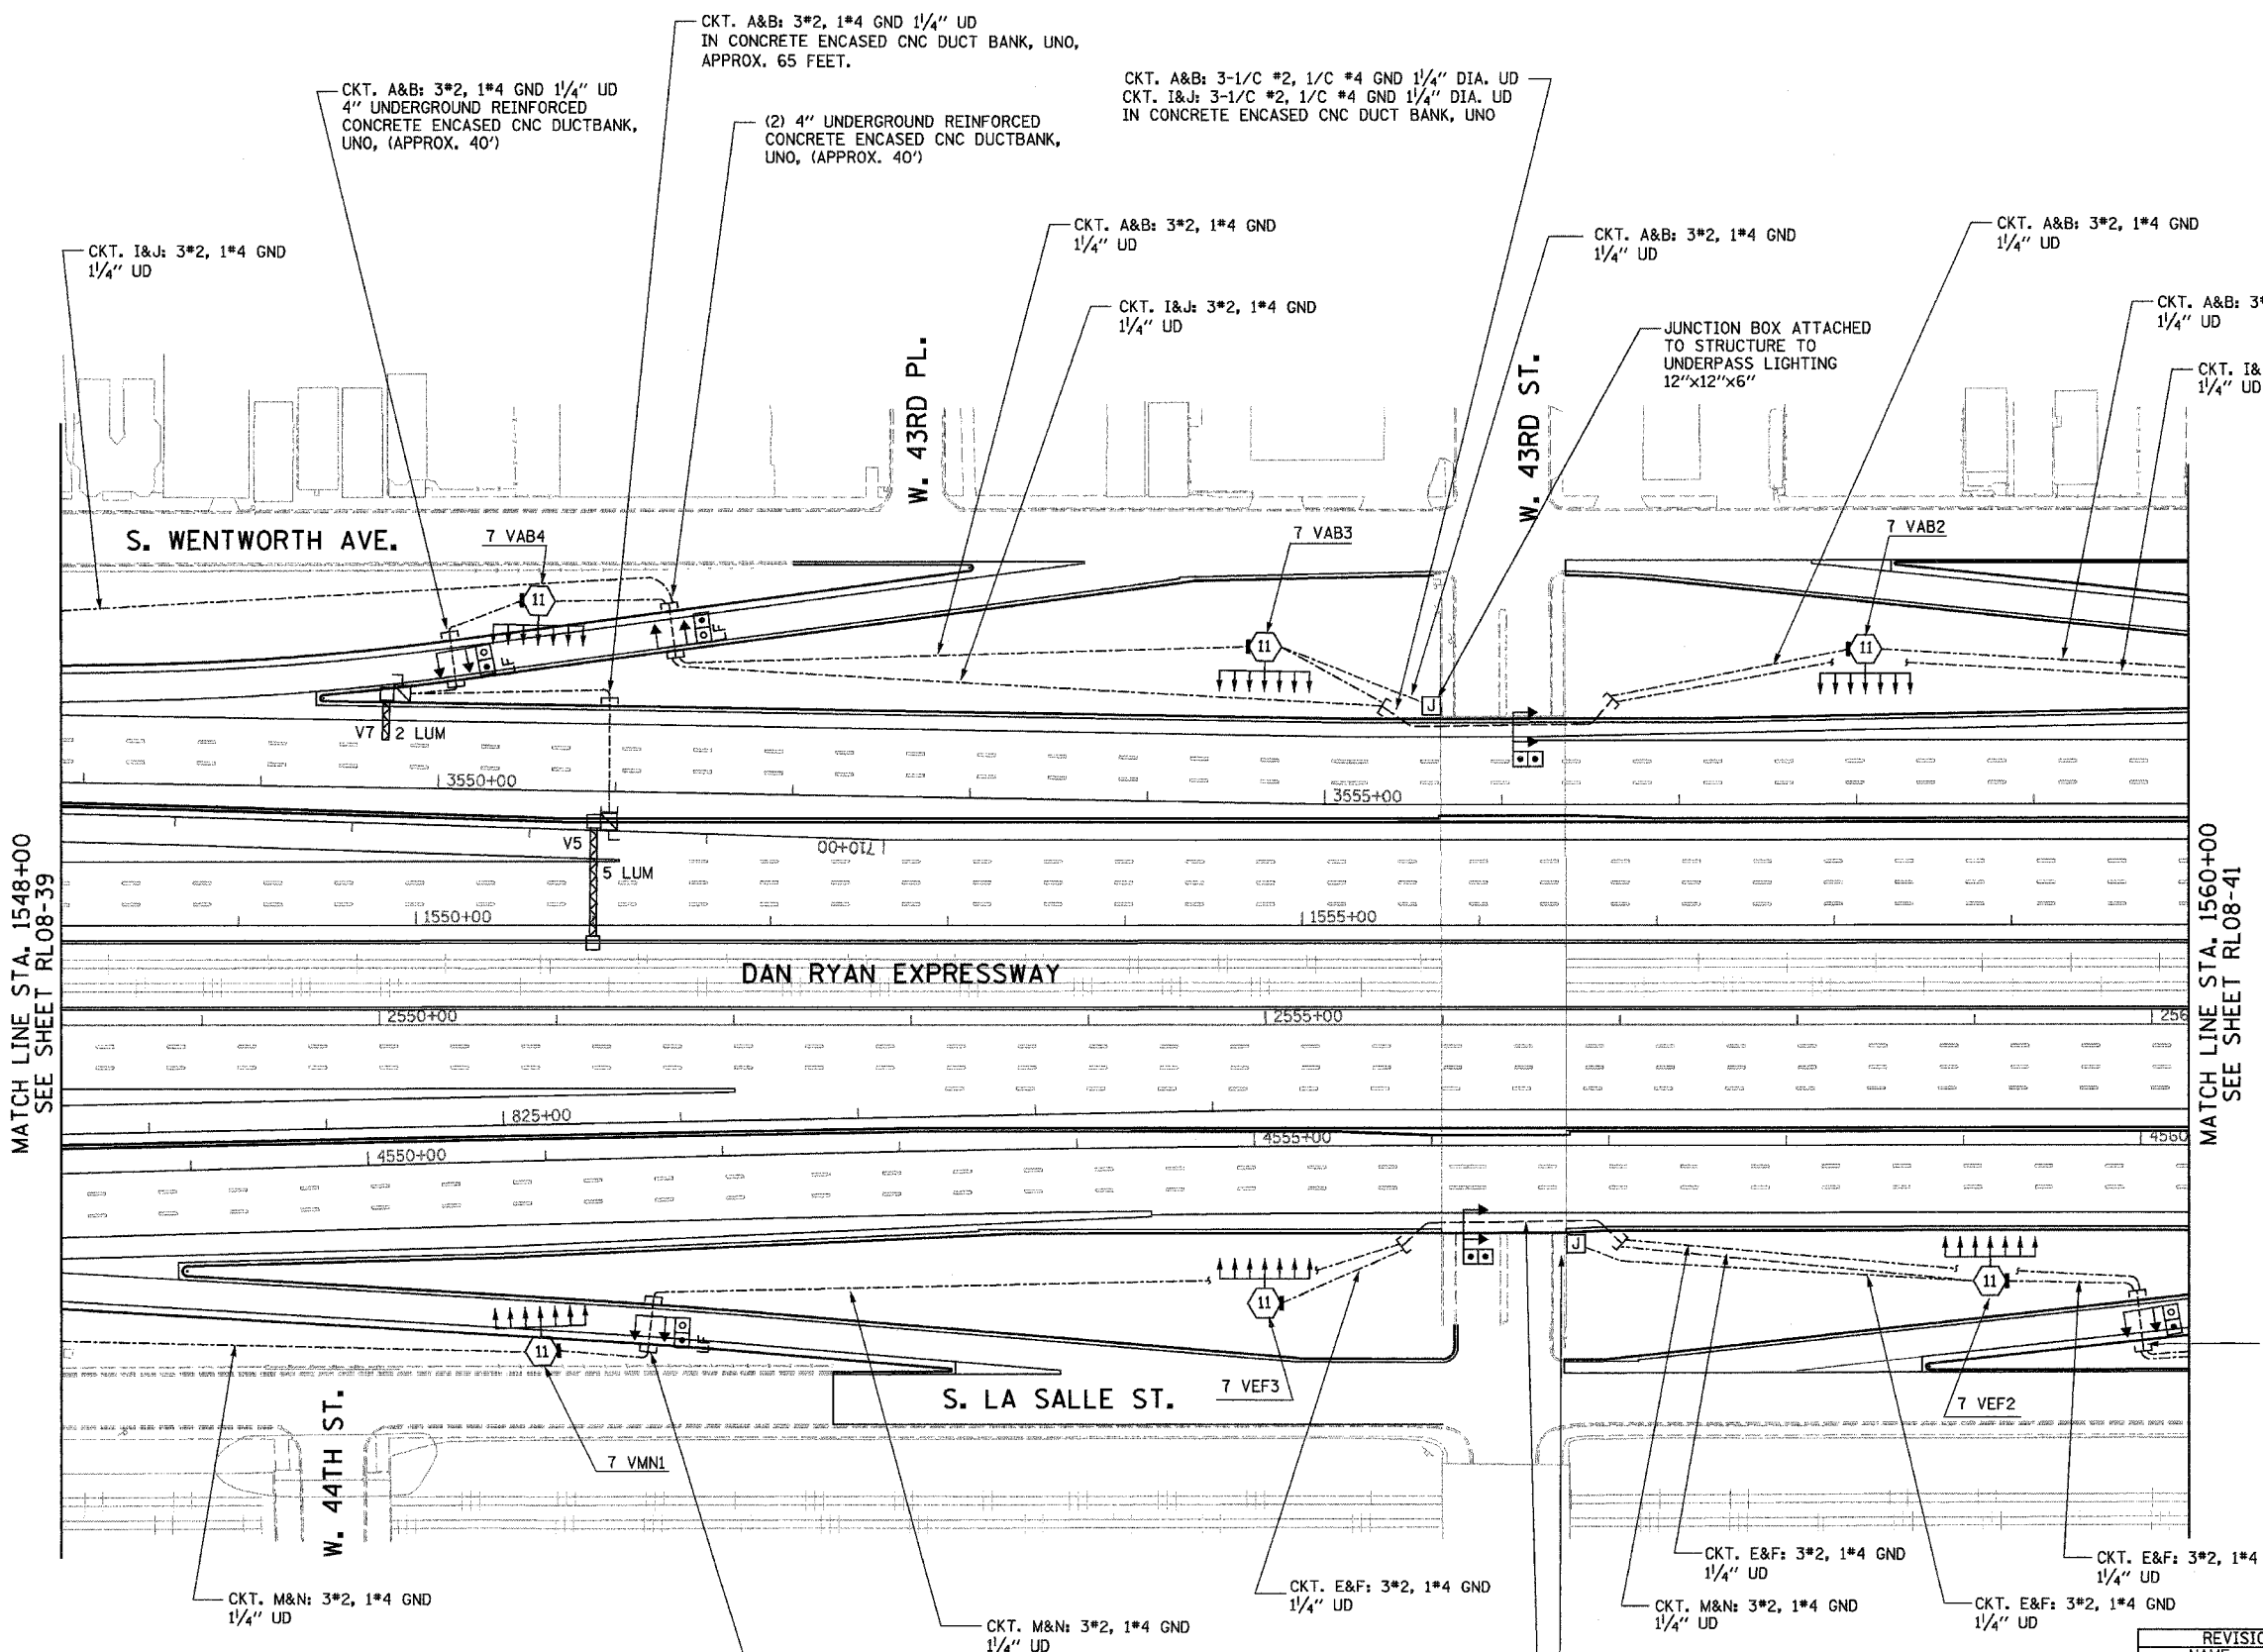 CKT. A&B: 3#2, 1#4 GND 1¼" UD
IN CONCRETE ENCASED CNC DUCT BANK, UNO,
APPROX. 65 FEET.
CKT. A&B: 3#2, 1#4 GND 1¼" UD
4" UNDERGROUND REINFORCED
CONCRETE ENCASED CNC DUCTBANK,
UNO, (APPROX. 40')
(2) 4" UNDERGROUND REINFORCED
CONCRETE ENCASED CNC DUCTBANK,
UNO, (APPROX. 40')
CKT. A&B: 3-1/C #2, 1/C #4 GND 1¼" DIA. UD
CKT. I&J: 3-1/C #2, 1/C #4 GND 1¼" DIA. UD
IN CONCRETE ENCASED CNC DUCT BANK, UNO
CKT. I&J: 3#2, 1#4 GND
1¼" UD
CKT. A&B: 3#2, 1#4 GND
1¼" UD
CKT. A&B: 3#2, 1#4 GND
1¼" UD
CKT. A&B: 3#2, 1#4 GND
1¼" UD
CKT. I&J: 3#2, 1#4 GND
1¼" UD
JUNCTION BOX ATTACHED
TO STRUCTURE TO
UNDERPASS LIGHTING
12"x12"x6"
CKT. A&B: 3#
1¼" UD
CKT. I&
1¼" UD
W. 43RD PL.
W. 43RD ST.
S. WENTWORTH AVE.
7 VAB4
11
7 VAB3
11
7 VAB2
11
F
F
J
V7
2 LUM
3550+00
3555+00
V5
5 LUM
710+00
1550+00
1555+00
MATCH LINE STA. 1548+00
SEE SHEET RL08-39
MATCH LINE STA. 1560+00
SEE SHEET RL08-41
DAN RYAN EXPRESSWAY
2550+00
2555+00
256
825+00
4550+00
4555+00
4560
J
11
11
11
F
7 VMN1
7 VEF3
7 VEF2
S. LA SALLE ST.
W. 44TH ST.
CKT. M&N: 3#2, 1#4 GND
1¼" UD
CKT. M&N: 3#2, 1#4 GND
1¼" UD
CKT. E&F: 3#2, 1#4 GND
1¼" UD
CKT. E&F: 3#2, 1#4 GND
1¼" UD
CKT. M&N: 3#2, 1#4 GND
1¼" UD
CKT. E&F: 3#2, 1#4 GND
1¼" UD
CKT. E&F: 3#2, 1#4
1¼" UD
REVISIO